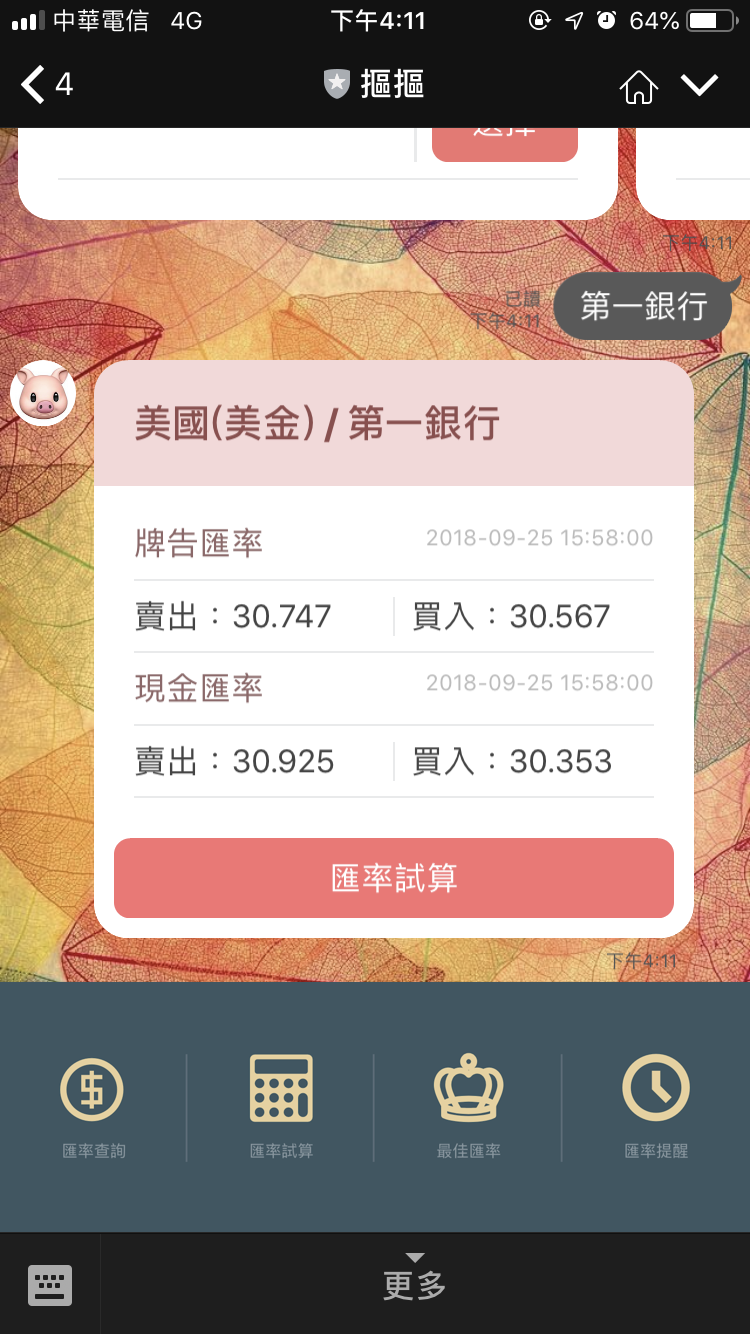 中華電信 4G 下午4:11 64%
4 摳摳
選擇
下午4:11
已讀
下午4:11
第一銀行
美國(美金) / 第一銀行
牌告匯率 2018-09-25 15:58:00
賣出：30.747 買入：30.567
現金匯率 2018-09-25 15:58:00
賣出：30.925 買入：30.353
匯率試算
下午4:11
匯率查詢 匯率試算 最佳匯率 匯率提醒
更多